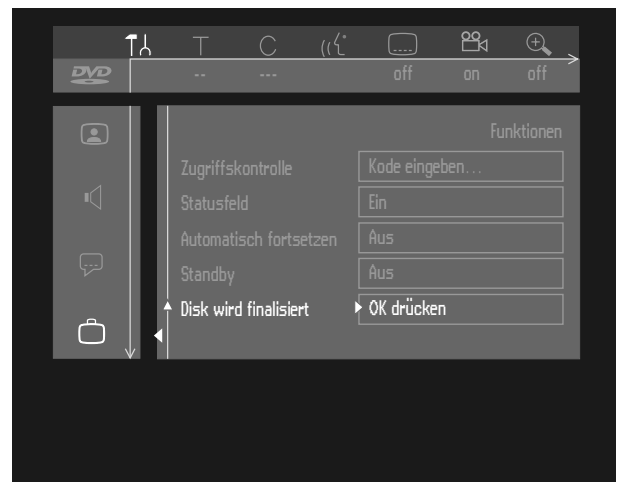 T C
DVD -- --- off on off
Funktionen
Zugriffskontrolle Kode eingeben...
Statusfeld Ein
Automatisch fortsetzen Aus
Standby Aus
Disk wird finalisiert OK drücken